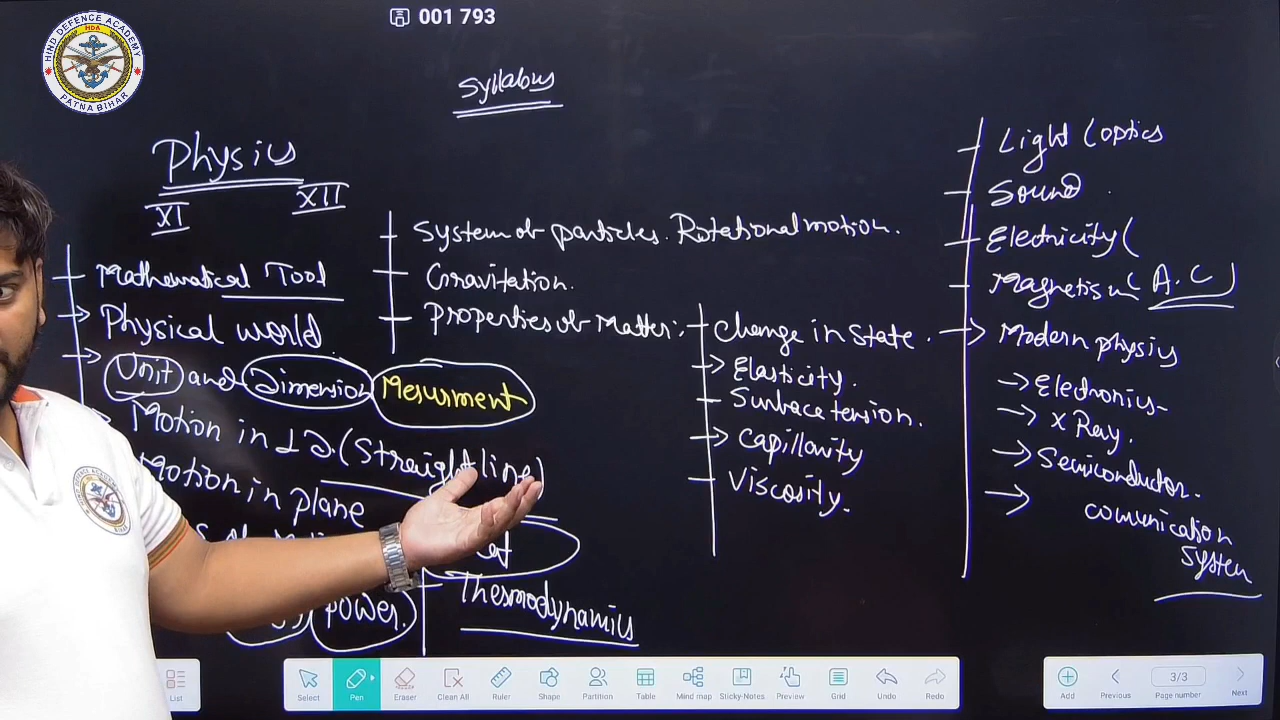 001 793
HIND DEFENCE ACADEMY
HDA
PATNA BIHAR
Syllabus
Physics
XI
XII
Mathematical Tool
Physical world
Unit and Dimension Mesurment
Motion in 1D. (Straight line)
Motion in plane
power.
System of particles. Rotational motion.
Gravitation.
Properties of Matter.
Thermodynamics
Change in State.
Elasticity.
Surface tension.
Capillarity
Viscosity.
Light (optics
Sound
Electricity (
Magnetism ( A.C )
Modern physics
Electronics
X Ray.
Semiconductor.
comunication
System
List
Select
Pen
Eraser
Clean All
Ruler
Shape
Partition
Table
Mind map
Sticky-Notes
Preview
Grid
Undo
Redo
Add
Previous
3/3
Page number
Next